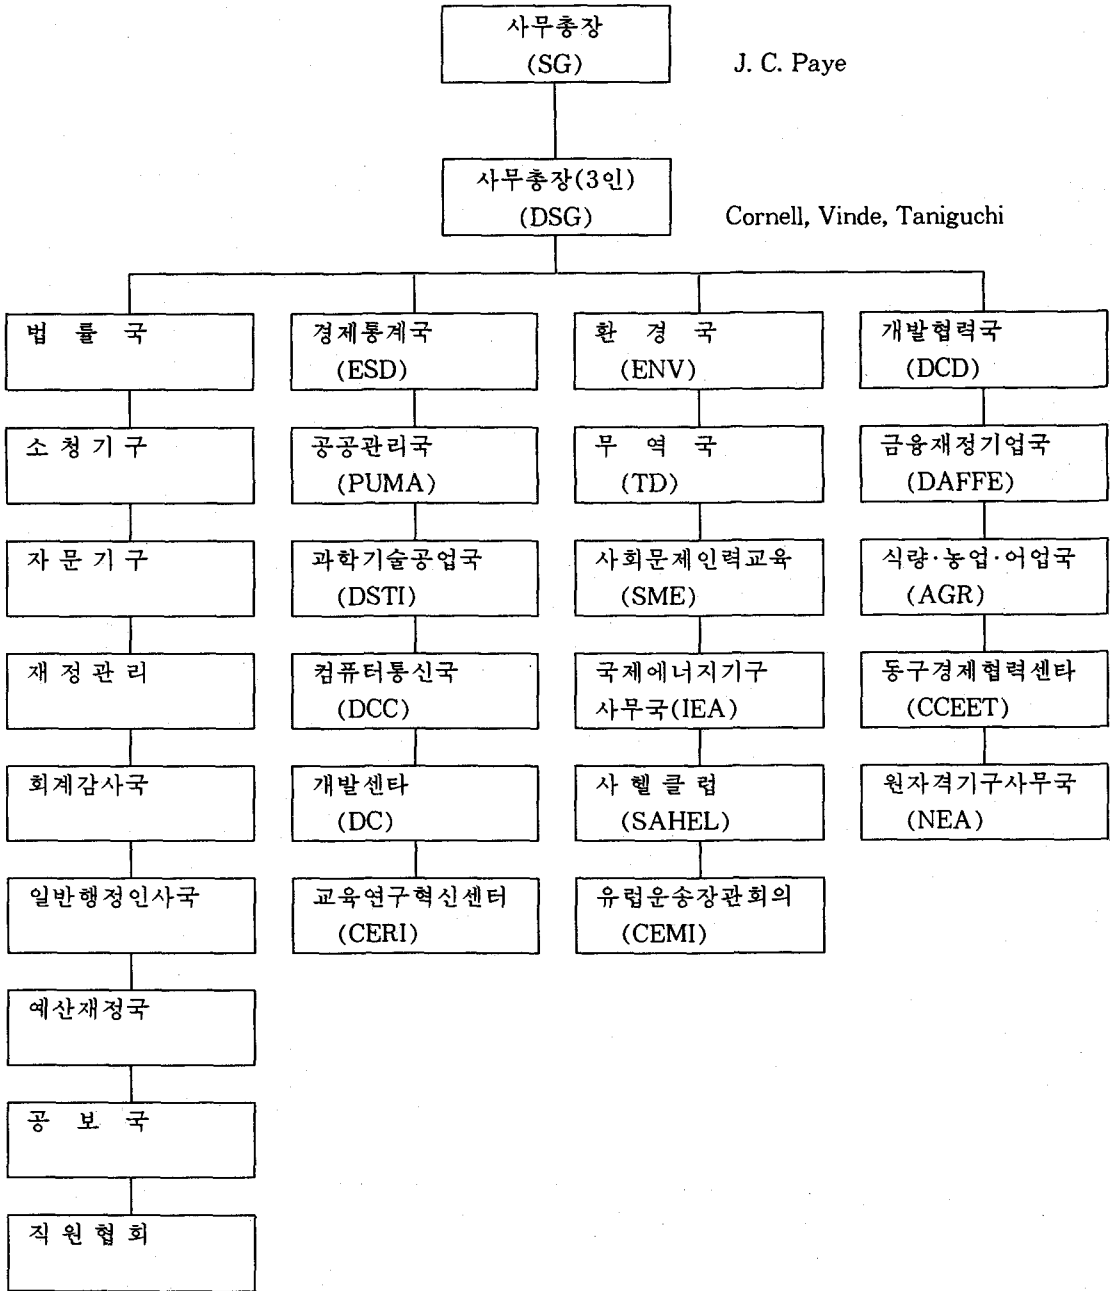 사무총장
(SG)
J. C. Paye
사무총장(3인)
(DSG)
Cornell, Vinde, Taniguchi
법 률 국
소 청 기 구
자 문 기 구
재 정 관 리
회계감사국
일반행정인사국
예산재정국
공 보 국
직 원 협 회
경제통계국
(ESD)
공공관리국
(PUMA)
과학기술공업국
(DSTI)
컴퓨터통신국
(DCC)
개발센타
(DC)
교육연구혁신센터
(CERI)
환 경 국
(ENV)
무 역 국
(TD)
사회문제인력교육
(SME)
국제에너지기구
사무국(IEA)
사 헬 클 럽
(SAHEL)
유럽운송장관회의
(CEMI)
개발협력국
(DCD)
금융재정기업국
(DAFFE)
식량·농업·어업국
(AGR)
동구경제협력센타
(CCEET)
원자격기구사무국
(NEA)